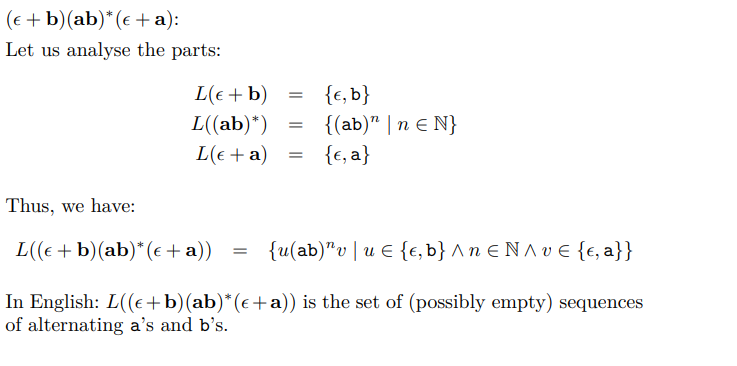 (ϵ + b)(ab)*(ϵ + a):
Let us analyse the parts:
L(ϵ + b) = {ϵ, b}
L((ab)*) = {(ab)ⁿ | n ∈ ℕ}
L(ϵ + a) = {ϵ, a}
Thus, we have:
L((ϵ + b)(ab)*(ϵ + a)) = {u(ab)ⁿv | u ∈ {ϵ, b} ∧ n ∈ ℕ ∧ v ∈ {ϵ, a}}
In English: L((ϵ+b)(ab)*(ϵ+a)) is the set of (possibly empty) sequences
of alternating a's and b's.